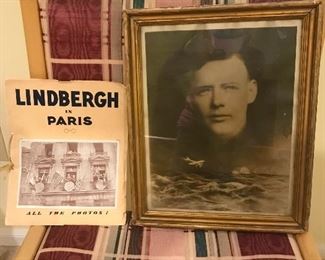 LINDBERGH
IN
PARIS
ALL THE PHOTOS!